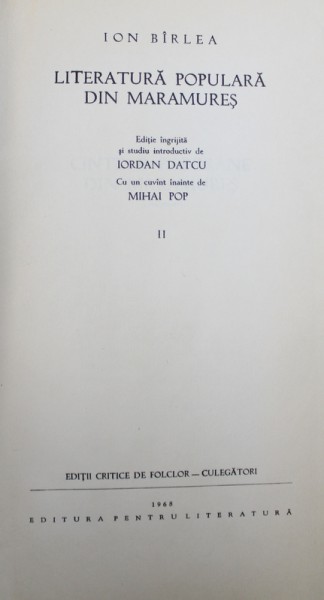 ION BÎRLEA
LITERATURĂ POPULARĂ
DIN MARAMUREȘ
Ediție îngrijită
și studiu introductiv de
IORDAN DATCU
Cu un cuvînt înainte de
MIHAI POP
II
EDIȚII CRITICE DE FOLCLOR — CULEGĂTORI
1968
EDITURA PENTRU LITERATURĂ